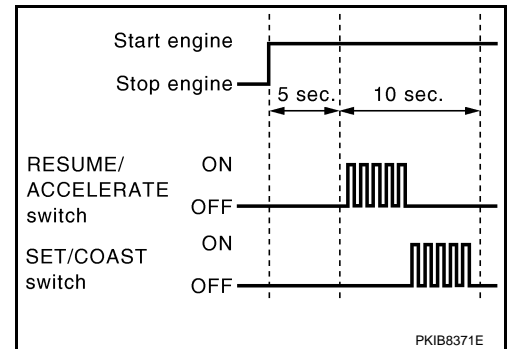 Start engine
Stop engine
5 sec.
10 sec.
RESUME/
ACCELERATE
switch
ON
OFF
SET/COAST
switch
ON
OFF
PKIB8371E